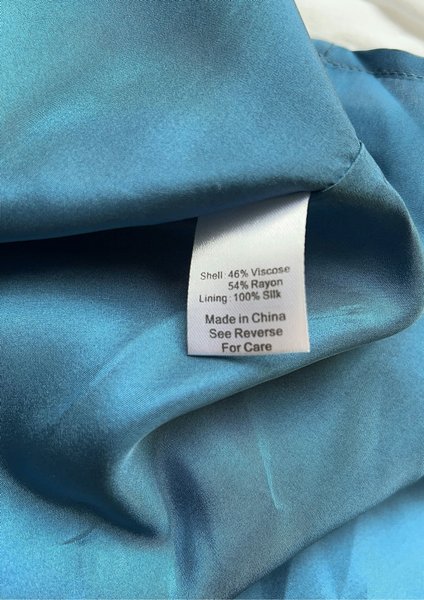 Shell: 46% Viscose
54% Rayon
Lining: 100% Silk
Made in China
See Reverse
For Care